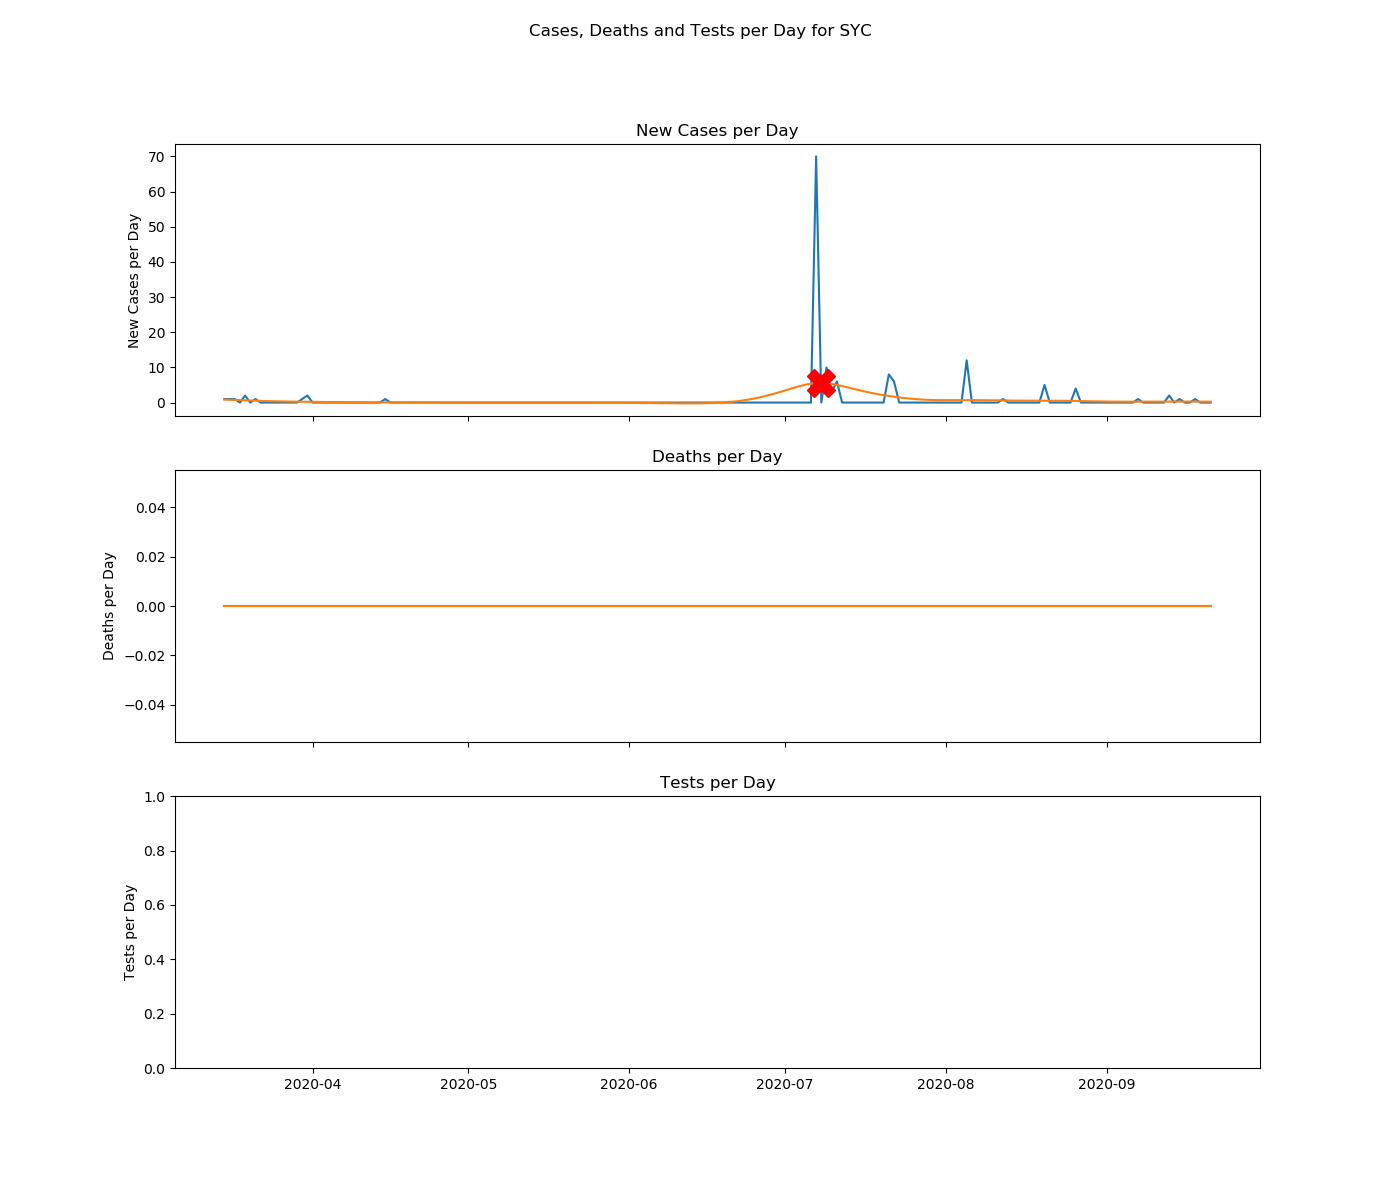 Cases, Deaths and Tests per Day for SYC
New Cases per Day
New Cases per Day
70
60
50
40
30
20
10
0
Deaths per Day
Deaths per Day
0.04
0.02
0.00
−0.02
−0.04
Tests per Day
Tests per Day
1.0
0.8
0.6
0.4
0.2
0.0
2020-04 2020-05 2020-06 2020-07 2020-08 2020-09